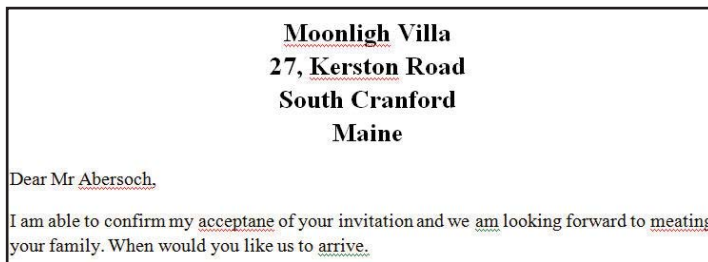 Moonligh Villa
27, Kerston Road
South Cranford
Maine
Dear Mr Abersoch,
I am able to confirm my acceptane of your invitation and we am looking forward to meating
your family. When would you like us to arrive.